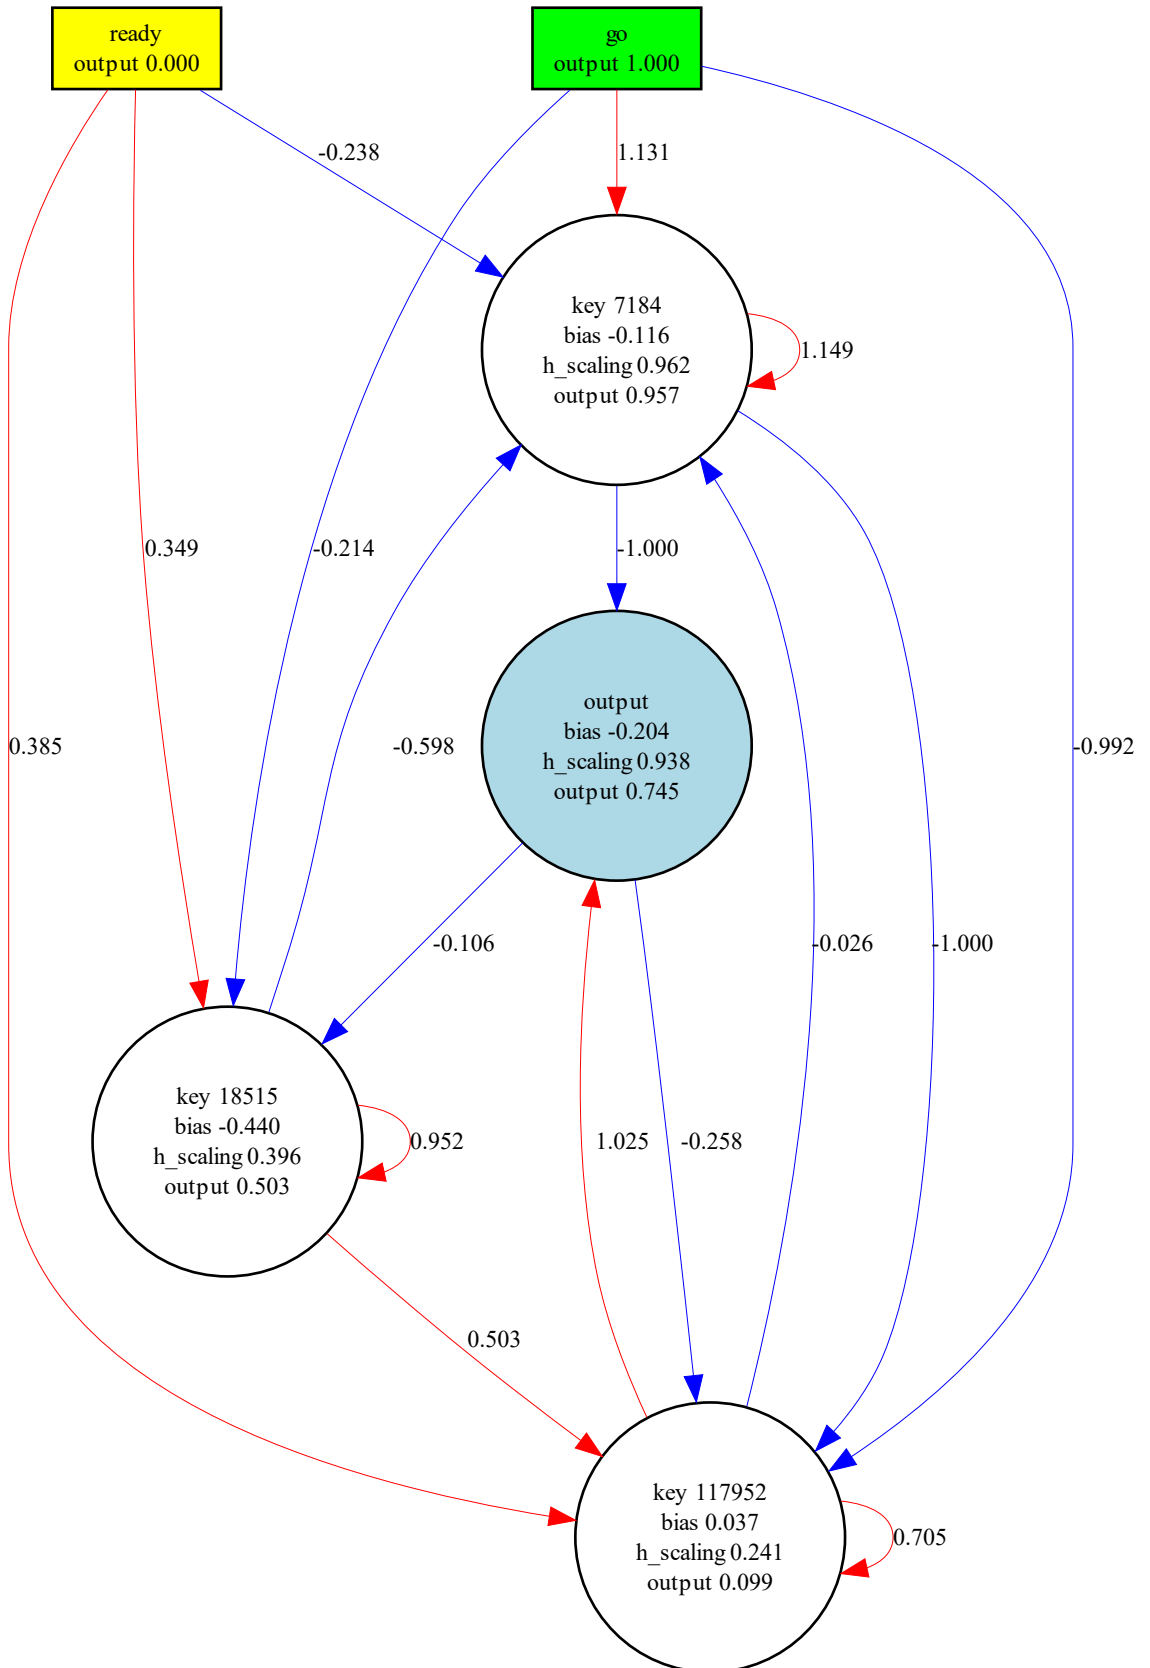 ready
output 0.000
go
output 1.000
-0.238
1.131
key 7184
bias -0.116
h_scaling 0.962
output 0.957
1.149
0.349
-0.214
-1.000
output
bias -0.204
h_scaling 0.938
output 0.745
0.385
-0.598
-0.992
-0.106
-0.026
-1.000
key 18515
bias -0.440
h_scaling 0.396
output 0.503
0.952
1.025
-0.258
0.503
key 117952
bias 0.037
h_scaling 0.241
output 0.099
0.705